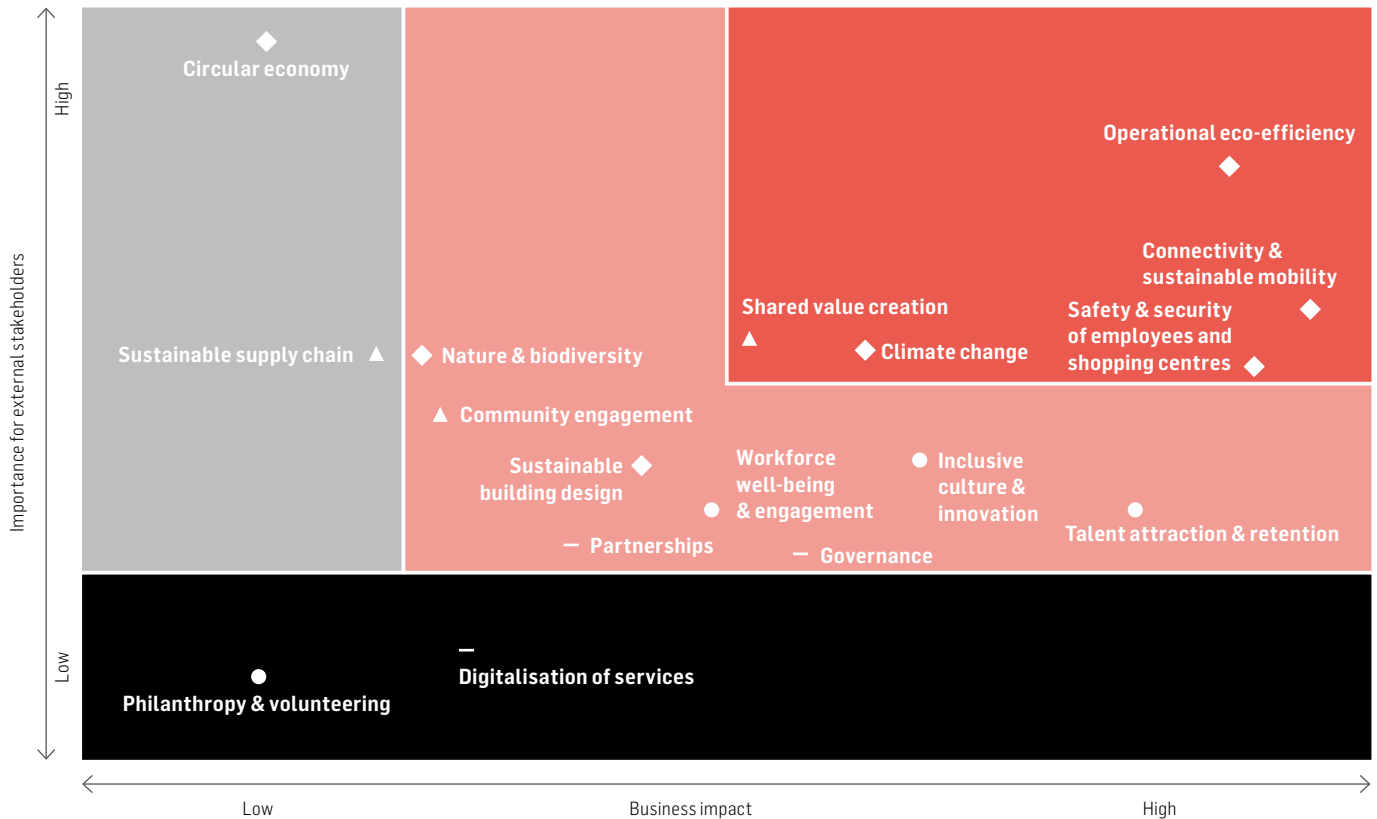 High
Importance for external stakeholders
Low
Circular economy
Sustainable supply chain
Nature & biodiversity
Community engagement
Sustainable
building design
Workforce
well-being
& engagement
Partnerships
Governance
Inclusive
culture &
innovation
Talent attraction & retention
Operational eco-efficiency
Connectivity &
sustainable mobility
Shared value creation
Climate change
Safety & security
of employees and
shopping centres
Philanthropy & volunteering
Digitalisation of services
Low
Business impact
High